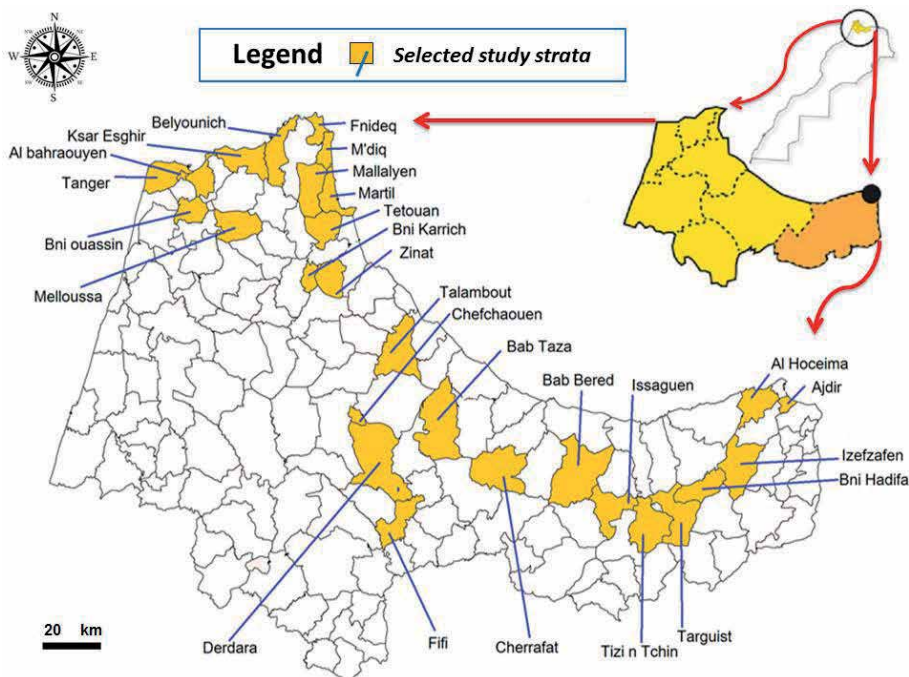 N
W
E
S
Legend
Selected study strata
Belyounich
Fnideq
Ksar Esghir
M'diq
Al bahraouyen
Mallalyen
Tanger
Martil
Tetouan
Bni ouassin
Bni Karrich
Zinat
Melloussa
Talambout
Chefchaouen
Bab Taza
Bab Bered
Issaguen
Al Hoceima
Ajdir
Izefzafen
Bni Hadifa
20 km
Derdara
Fifi
Cherrafat
Tizi n Tchin
Targuist